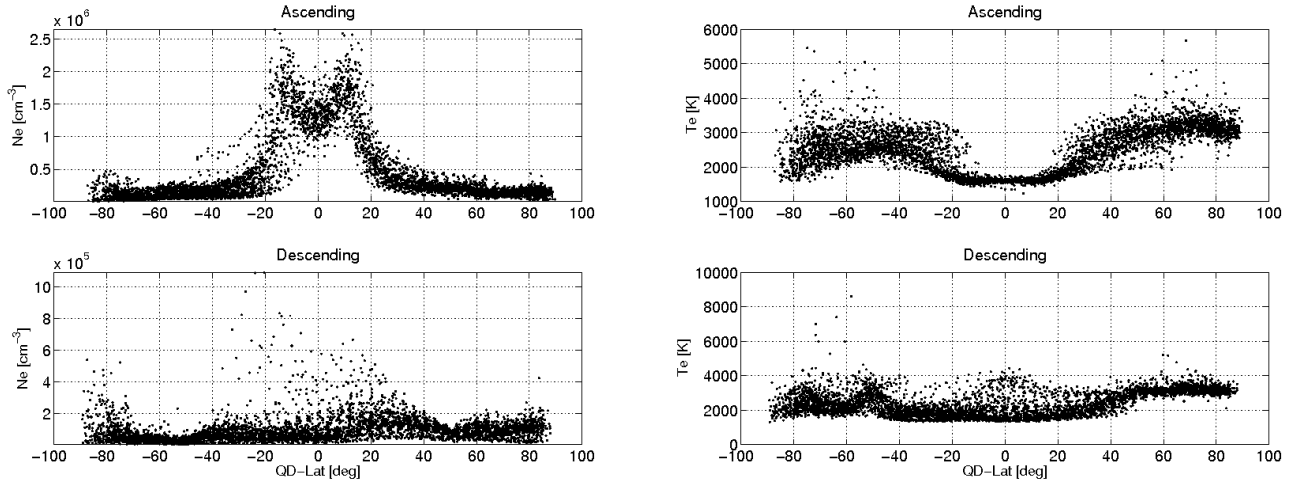 Ascending
x 10^6
2.5
2
1.5
1
0.5
Ne [cm^-3]
−100 −80 −60 −40 −20 0 20 40 60 80 100
Ascending
6000
5000
4000
3000
2000
1000
Te [K]
−100 −80 −60 −40 −20 0 20 40 60 80 100
Descending
x 10^5
10
8
6
4
2
Ne [cm^-3]
−100 −80 −60 −40 −20 0 20 40 60 80 100
QD−Lat [deg]
Descending
10000
8000
6000
4000
2000
0
Te [K]
−100 −80 −60 −40 −20 0 20 40 60 80 100
QD−Lat [deg]